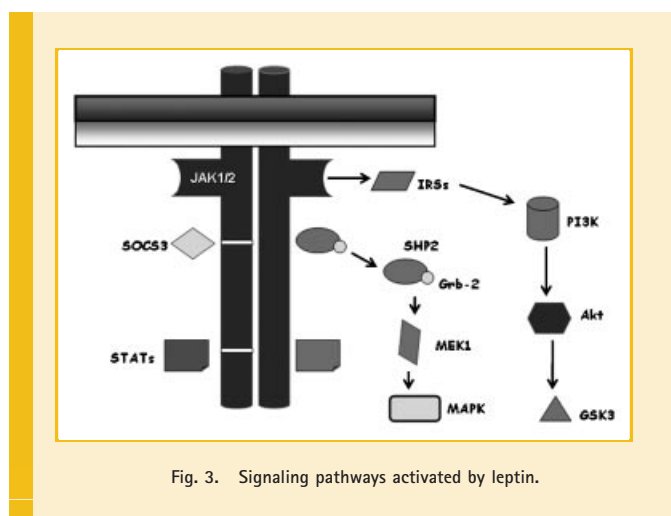 JAK1/2
IRSs
PI3K
SOCS3
SHP2
Grb-2
Akt
STATs
MEK1
MAPK
GSK3
Fig. 3. Signaling pathways activated by leptin.